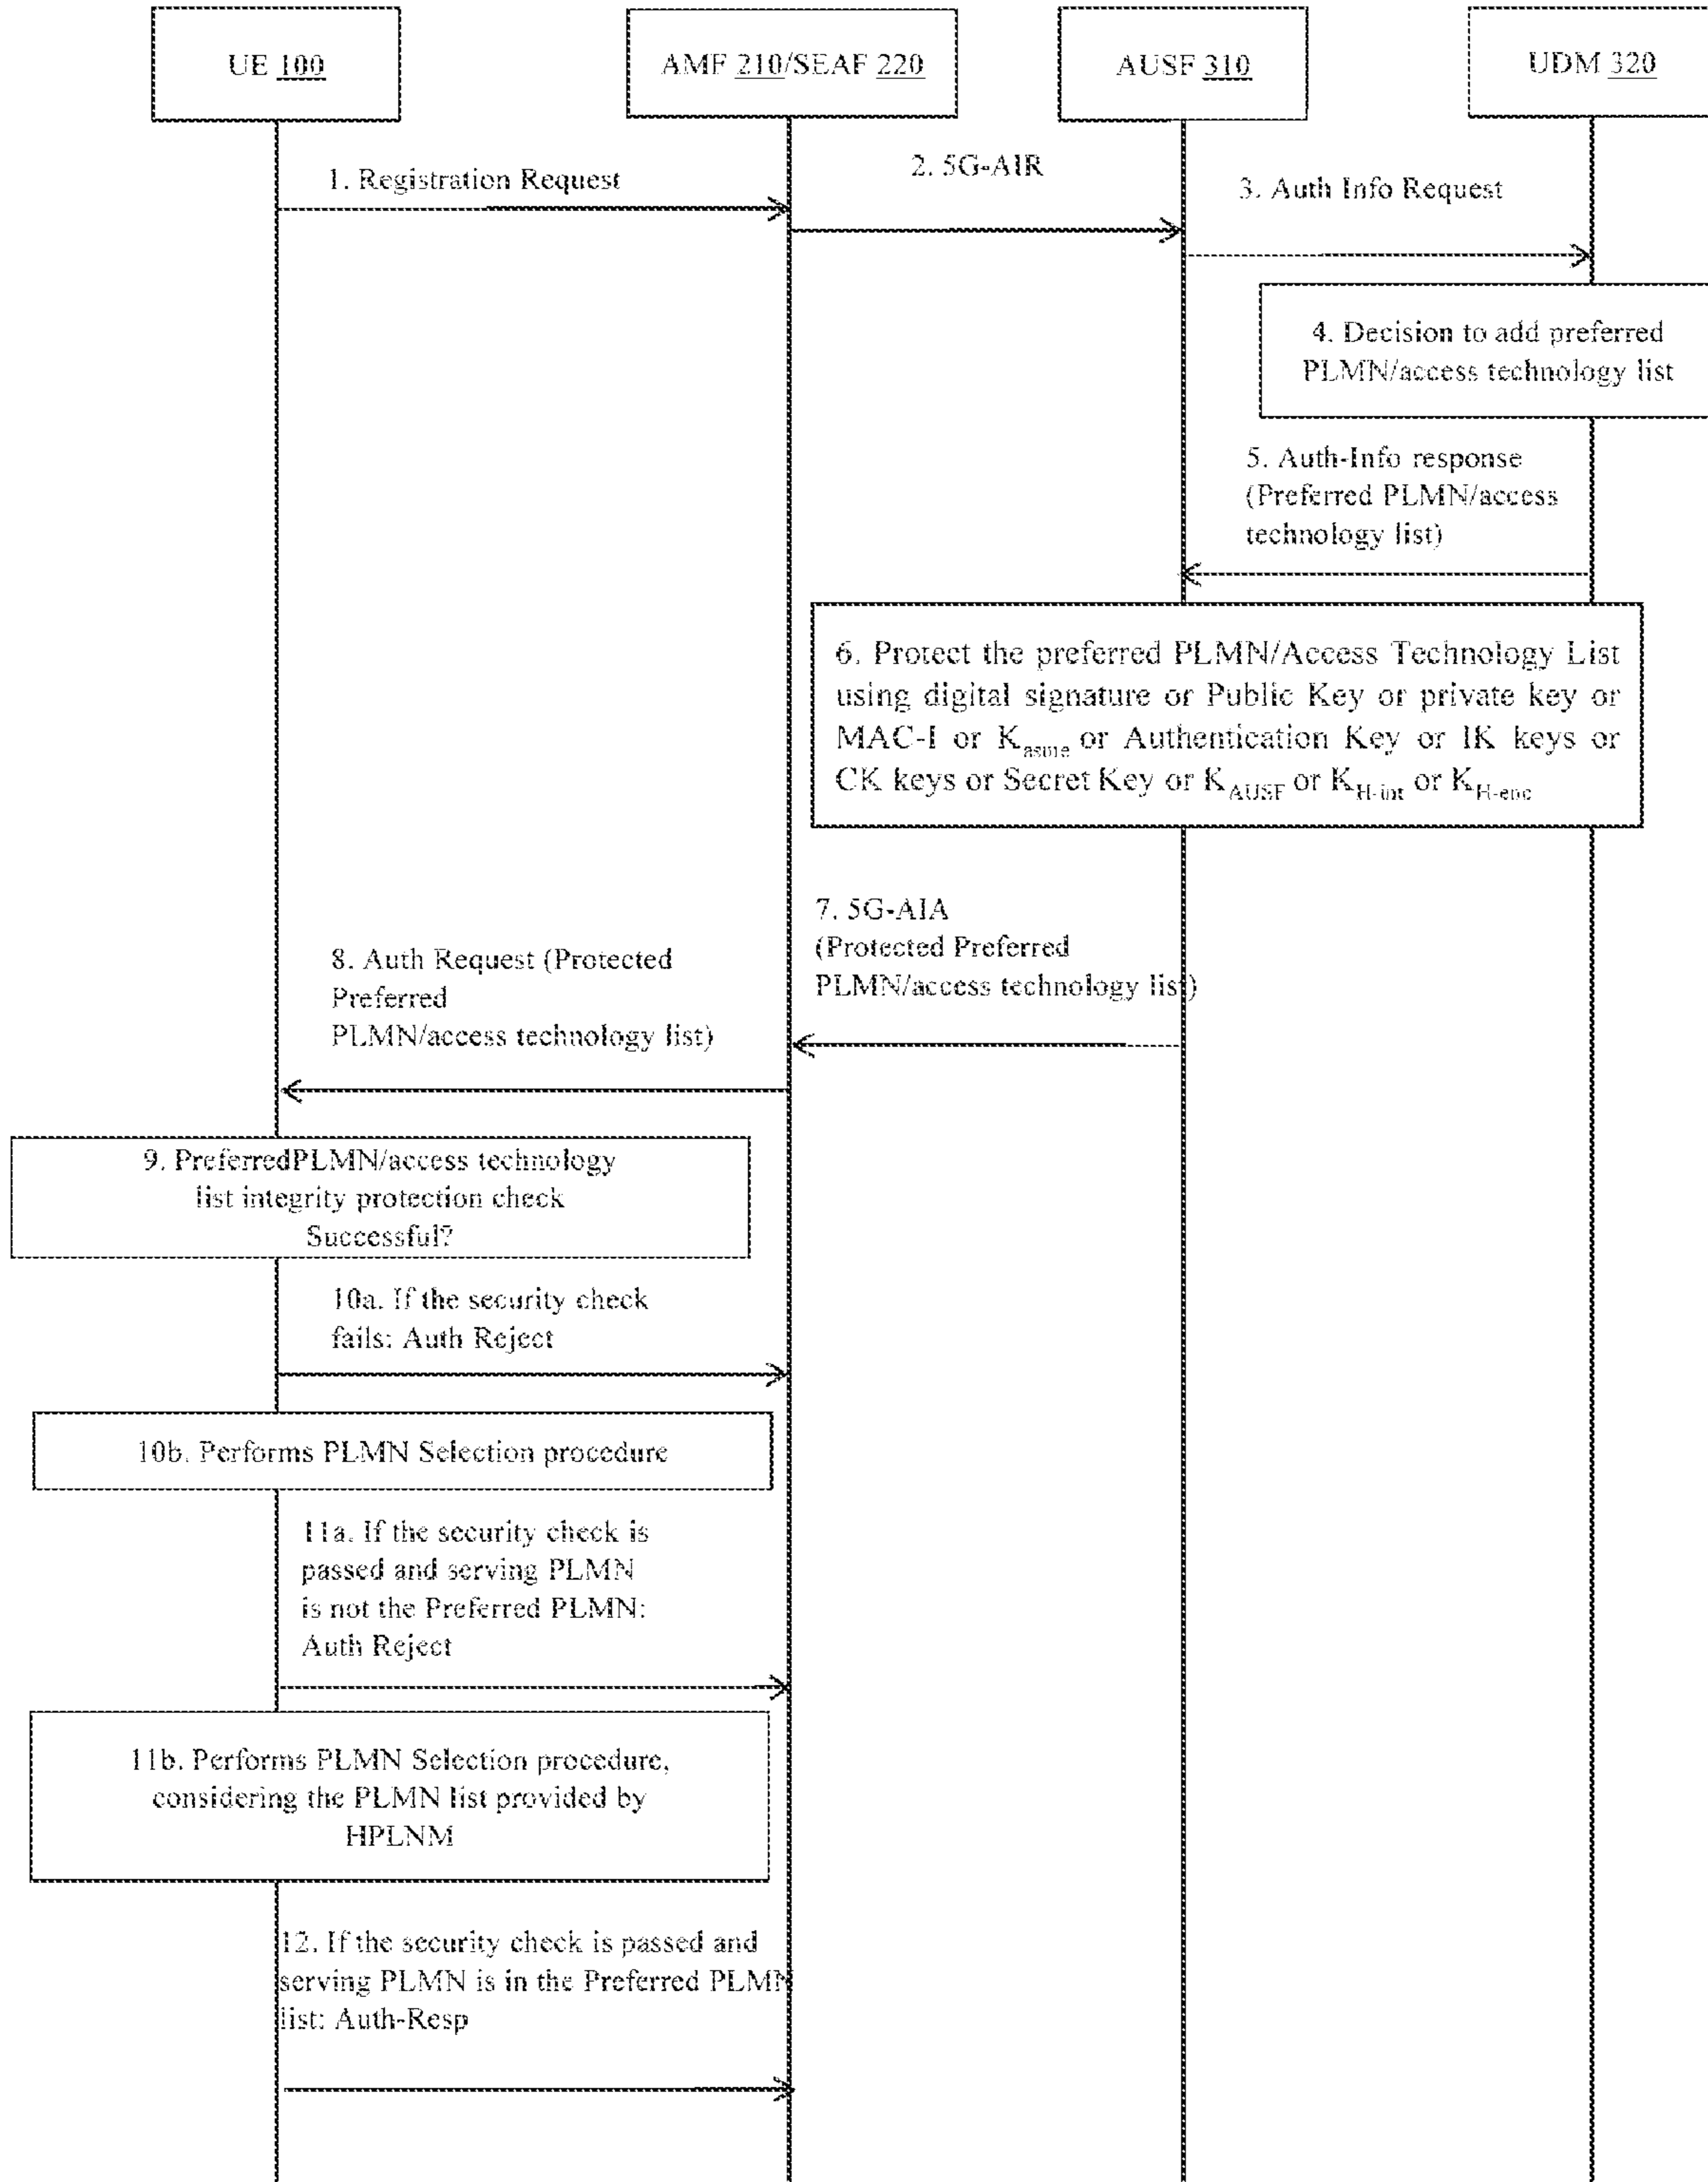 UE 100
AMF 210/SEAF 220
AUSF 310
UDM 320
1. Registration Request
2. 5G-AIR
3. Auth Info Request
4. Decision to add preferred
PLMN/access technology list
5. Auth-Info response
(Preferred PLMN/access
technology list)
6. Protect the preferred PLMN/Access Technology List
using digital signature or Public Key or private key or
MAC-I or Kasme or Authentication Key or IK keys or
CK keys or Secret Key or KAUSF or KH-int or KH-enc
7. 5G-AIA
(Protected Preferred
PLMN/access technology list)
8. Auth Request (Protected
Preferred
PLMN/access technology list)
9. PreferredPLMN/access technology
list integrity protection check
Successful?
10a. If the security check
fails: Auth Reject
10b. Performs PLMN Selection procedure
11a. If the security check is
passed and serving PLMN
is not the Preferred PLMN:
Auth Reject
11b. Performs PLMN Selection procedure,
considering the PLMN list provided by
HPLNM
12. If the security check is passed and
serving PLMN is in the Preferred PLMN
list: Auth-Resp